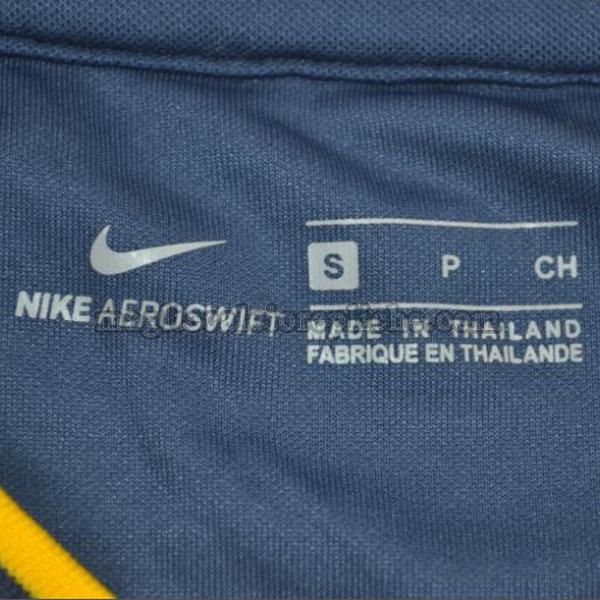 NIKE AEROSWIFT
S P CH
MADE IN THAILAND
FABRIQUE EN THAILANDE